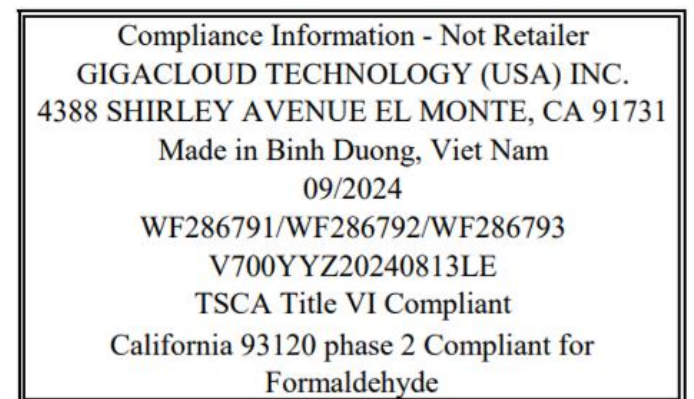 Compliance Information - Not Retailer
GIGACLOUD TECHNOLOGY (USA) INC.
4388 SHIRLEY AVENUE EL MONTE, CA 91731
Made in Binh Duong, Viet Nam
09/2024
WF286791/WF286792/WF286793
V700YYZ20240813LE
TSCA Title VI Compliant
California 93120 phase 2 Compliant for
Formaldehyde